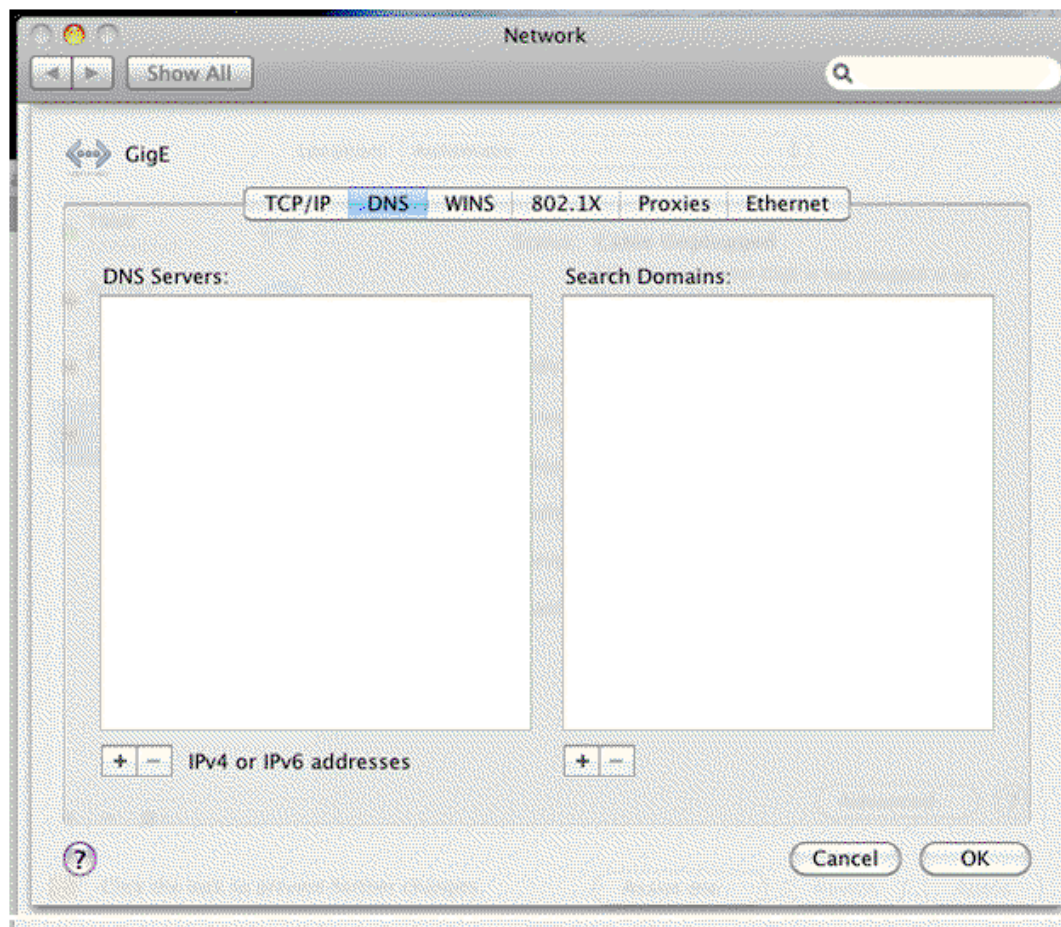 Network
Show All
GigE
TCP/IP DNS WINS 802.1X Proxies Ethernet
DNS Servers: Search Domains:
+ - IPv4 or IPv6 addresses + -
? Cancel OK